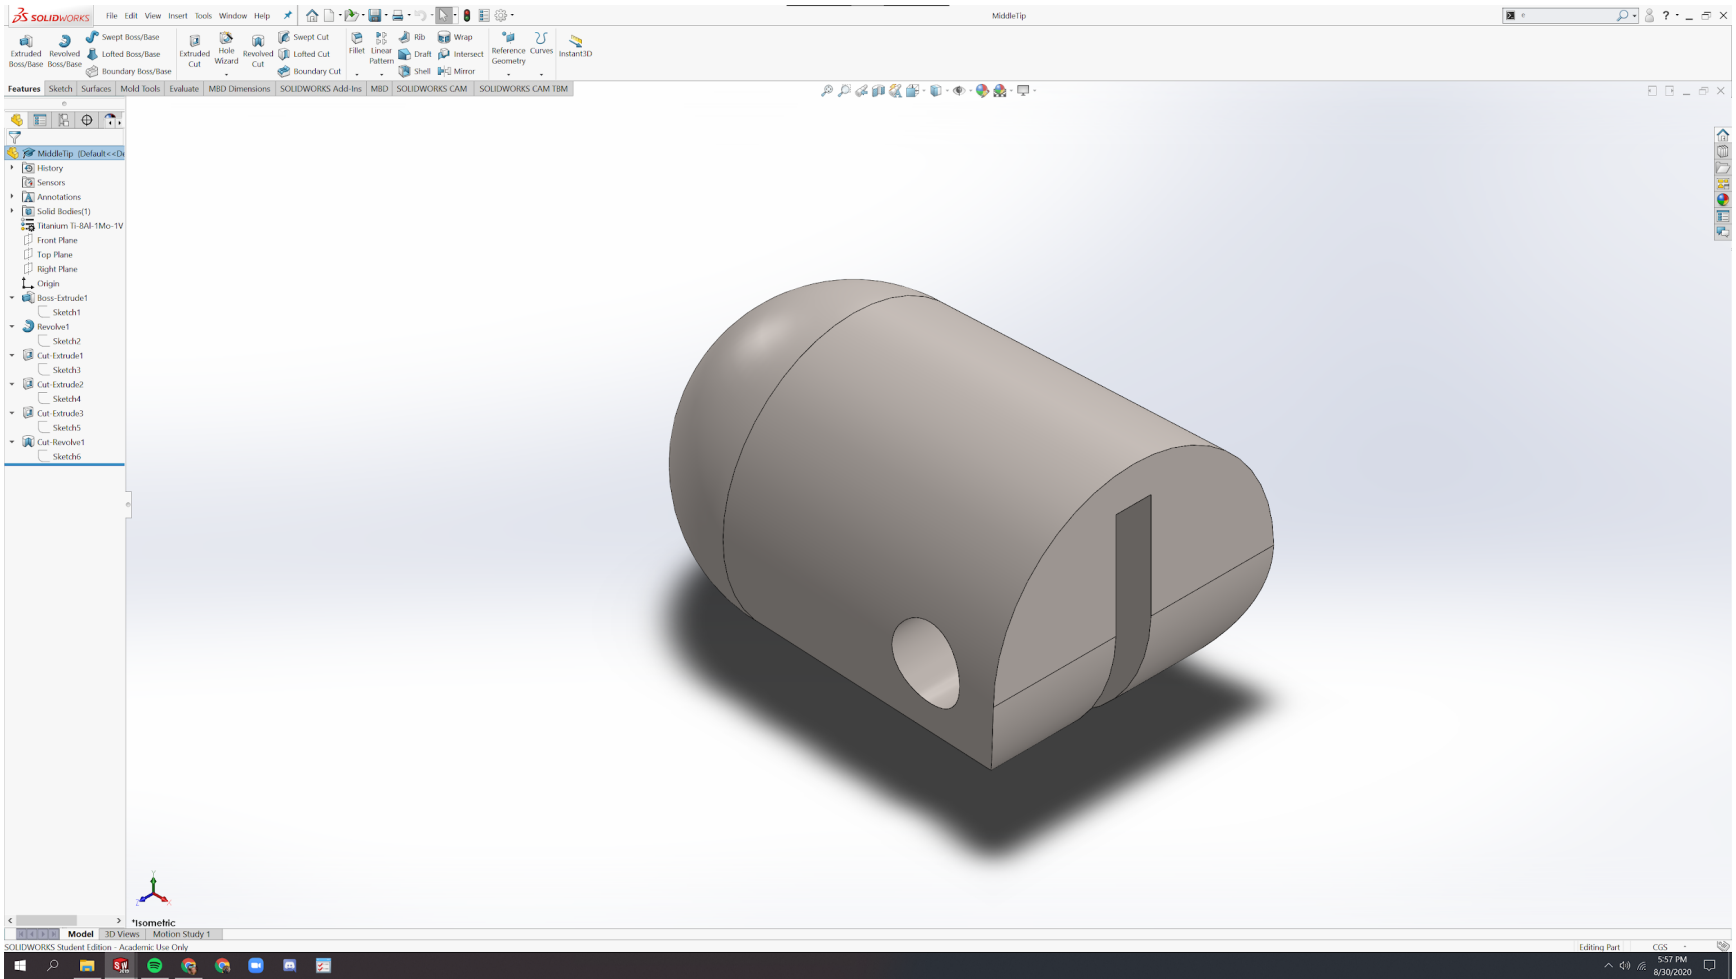 SOLIDWORKS File Edit View Insert Tools Window Help MiddleTip e ?
Extruded Boss/Base
Revolved Boss/Base
Swept Boss/Base
Lofted Boss/Base
Boundary Boss/Base
Extruded Cut
Hole Wizard
Revolved Cut
Swept Cut
Lofted Cut
Boundary Cut
Fillet
Linear Pattern
Rib
Draft
Shell
Wrap
Intersect
Mirror
Reference Geometry
Curves
Instant3D
Features Sketch Surfaces Mold Tools Evaluate MBD Dimensions SOLIDWORKS Add-Ins MBD SOLIDWORKS CAM SOLIDWORKS CAM TBM
MiddleTip (Default<<De
History
Sensors
Annotations
Solid Bodies(1)
Titanium Ti-8Al-1Mo-1V
Front Plane
Top Plane
Right Plane
Origin
Boss-Extrude1
Sketch1
Revolve1
Sketch2
Cut-Extrude1
Sketch3
Cut-Extrude2
Sketch4
Cut-Extrude3
Sketch5
Cut-Revolve1
Sketch6
*Isometric
Model 3D Views Motion Study 1
SOLIDWORKS Student Edition - Academic Use Only Editing Part CGS
5:57 PM
8/30/2020